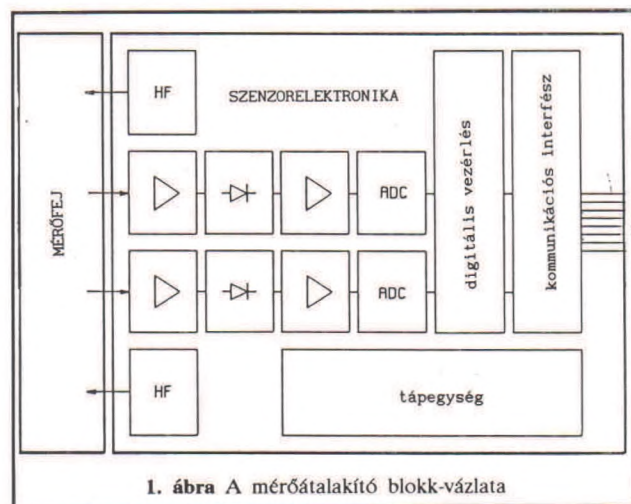 MÉRŐFEJ
HF
SZENZORELEKTRONIKA
ADC
ADC
digitális vezérlés
kommunikációs interfész
HF
tápegység
1. ábra A mérőátalakító blokk-vázlata